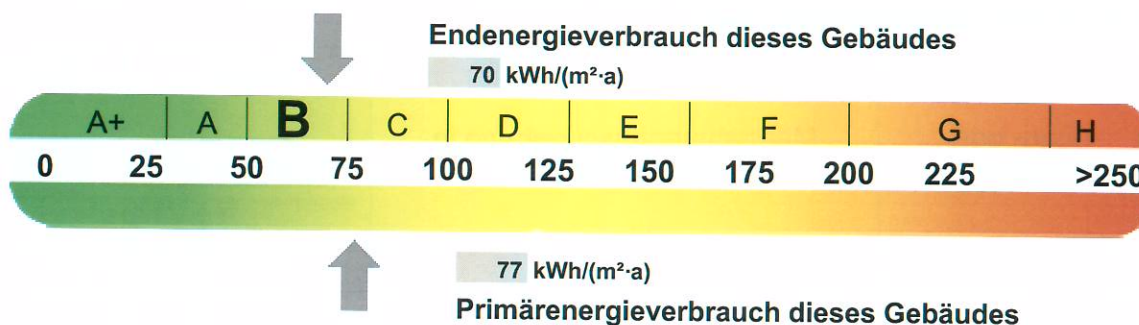 Endenergieverbrauch dieses Gebäudes
70 kWh/(m²·a)
A+ A B C D E F G H
0 25 50 75 100 125 150 175 200 225 >250
77 kWh/(m²·a)
Primärenergieverbrauch dieses Gebäudes